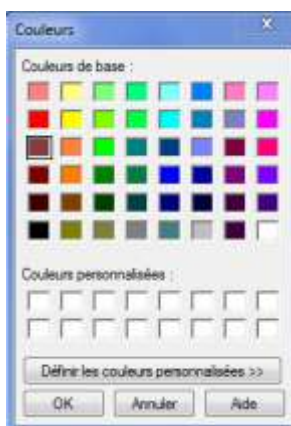 Couleurs
Couleurs de base :
Couleurs personnalisées :
Définir les couleurs personnalisées >>
OK Annuler Aide